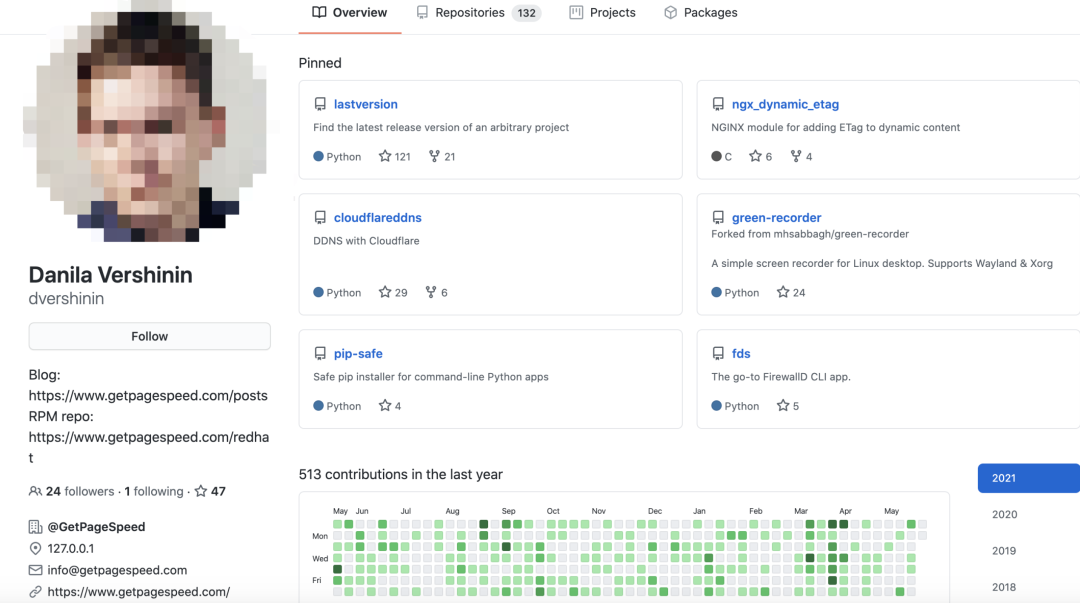 Overview
Repositories 132
Projects
Packages
Pinned
lastversion
Find the latest release version of an arbitrary project
Python 121 21
ngx_dynamic_etag
NGINX module for adding ETag to dynamic content
C 6 4
cloudflareddns
DDNS with Cloudflare
Python 29 6
green-recorder
Forked from mhsabbagh/green-recorder
A simple screen recorder for Linux desktop. Supports Wayland & Xorg
Python 24
pip-safe
Safe pip installer for command-line Python apps
Python 4
fds
The go-to FirewallD CLI app.
Python 5
Danila Vershinin
dvershinin
Follow
Blog:
https://www.getpagespeed.com/posts
RPM repo:
https://www.getpagespeed.com/redha
t
24 followers · 1 following · 47
@GetPageSpeed
127.0.0.1
info@getpagespeed.com
https://www.getpagespeed.com/
513 contributions in the last year
May Jun Jul Aug Sep Oct Nov Dec Jan Feb Mar Apr May
Mon
Wed
Fri
2021
2020
2019
2018